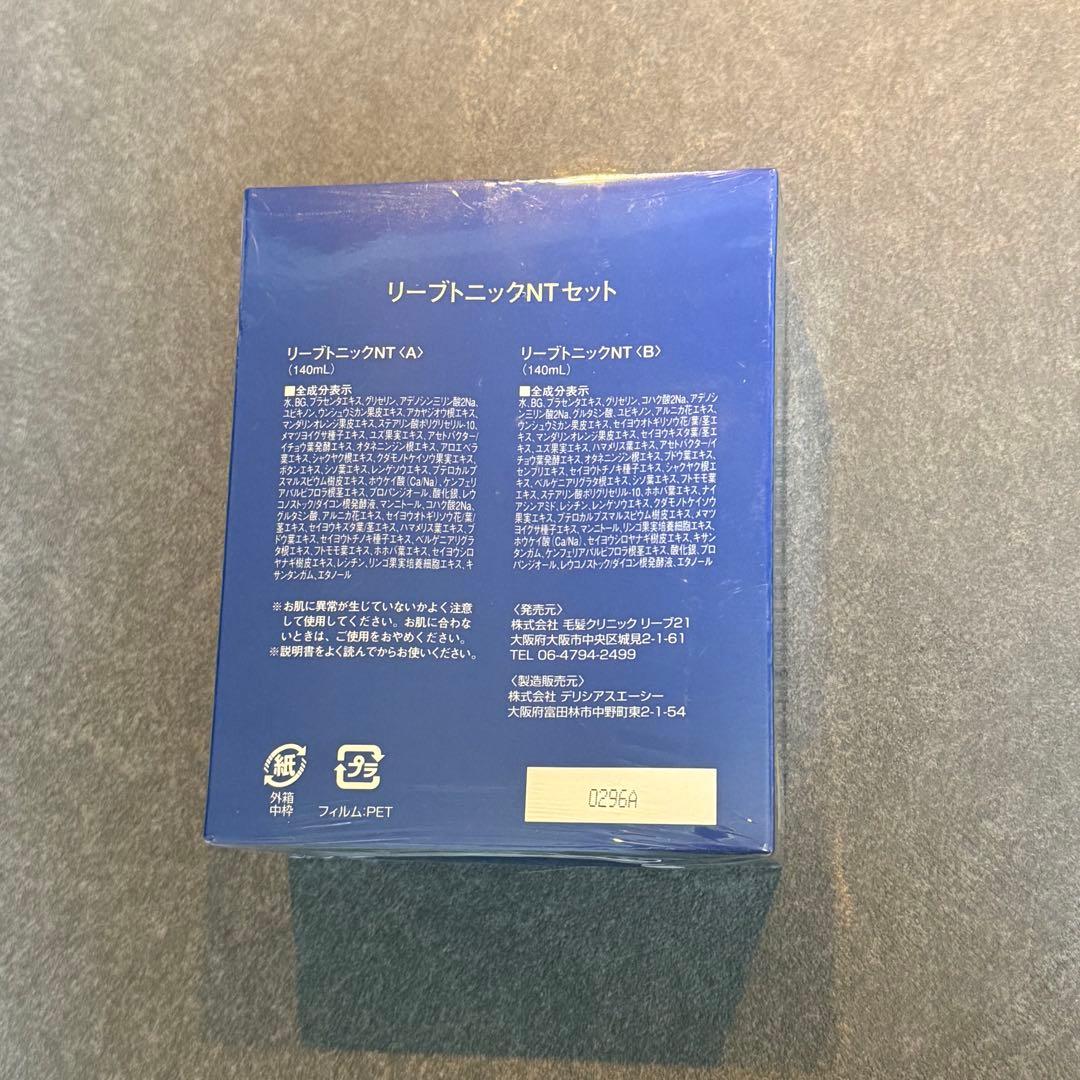 リーブトニックNTセット
リーブトニックNT〈A〉
（140mL）
■全成分表示
水、BG、プラセンタエキス、グリセリン、アデノシン三リン酸2Na、
ユビキノン、ウンシュウミカン果皮エキス、アカヤジオウ根エキス、
マンダリンオレンジ果皮エキス、ステアリン酸ポリグリセリル-10、
メマツヨイグサ種子エキス、ユズ果実エキス、アセトバクター/
イチョウ葉発酵エキス、オタネニンジン根エキス、アロエベラ
葉エキス、シャクヤク根エキス、クダモノトケイソウ果実エキス、
ボタンエキス、シソ葉エキス、レンゲソウエキス、プテロカルプ
スマルスピウム樹皮エキス、ホウケイ酸（Ca/Na）、ケンフェ
リアパルビフロラ根茎エキス、プロパンジオール、酸化銀、レウ
コノストック/ダイコン根発酵液、マンニトール、コハク酸2Na、
グルタミン酸、アルニカ花エキス、セイヨウオトギリソウ花/葉/
茎エキス、セイヨウキズタ葉/茎エキス、ハマメリス葉エキス、ブ
ドウ葉エキス、セイヨウトチノキ種子エキス、ベルゲニアリグラ
タ根エキス、フトモモ葉エキス、ホホバ葉エキス、セイヨウシロ
ヤナギ樹皮エキス、レシチン、リンゴ果実培養細胞エキス、キ
サンタンガム、エタノール
※お肌に異常が生じていないかよく注意
して使用してください。お肌に合わな
いときは、ご使用をおやめください。
※説明書をよく読んでからお使いください。
リーブトニックNT〈B〉
（140mL）
■全成分表示
水、BG、プラセンタエキス、グリセリン、コハク酸2Na、アデノシ
ン三リン酸2Na、グルタミン酸、ユビキノン、アルニカ花エキス、
ウンシュウミカン果皮エキス、セイヨウオトギリソウ花/葉/茎エ
キス、マンダリンオレンジ果皮エキス、セイヨウキズタ葉/茎エ
キス、ユズ果実エキス、ハマメリス葉エキス、アセトバクター/イ
チョウ葉発酵エキス、オタネニンジン根エキス、ブドウ葉エキス、
センブリエキス、セイヨウトチノキ種子エキス、シャクヤク根エ
キス、ベルゲニアリグラタ根エキス、シソ葉エキス、フトモモ葉
エキス、ステアリン酸ポリグリセリル-10、ホホバ葉エキス、ナイ
アシンアミド、レシチン、レンゲソウエキス、クダモノトケイソウ
果実エキス、プテロカルプスマルスピウム樹皮エキス、メマツ
ヨイグサ種子エキス、マンニトール、リンゴ果実培養細胞エキス、
ホウケイ酸（Ca/Na）、セイヨウシロヤナギ樹皮エキス、キサン
タンガム、ケンフェリアパルビフロラ根茎エキス、酸化銀、プロ
パンジオール、レウコノストック/ダイコン根発酵液、エタノール
〈発売元〉
株式会社 毛髪クリニック リーブ21
大阪府大阪市中央区城見2-1-61
TEL 06-4794-2499
〈製造販売元〉
株式会社 デリシアスエーシー
大阪府富田林市中野町東2-1-54
紙
外箱
中枠
プラ
フィルム:PET
0296A